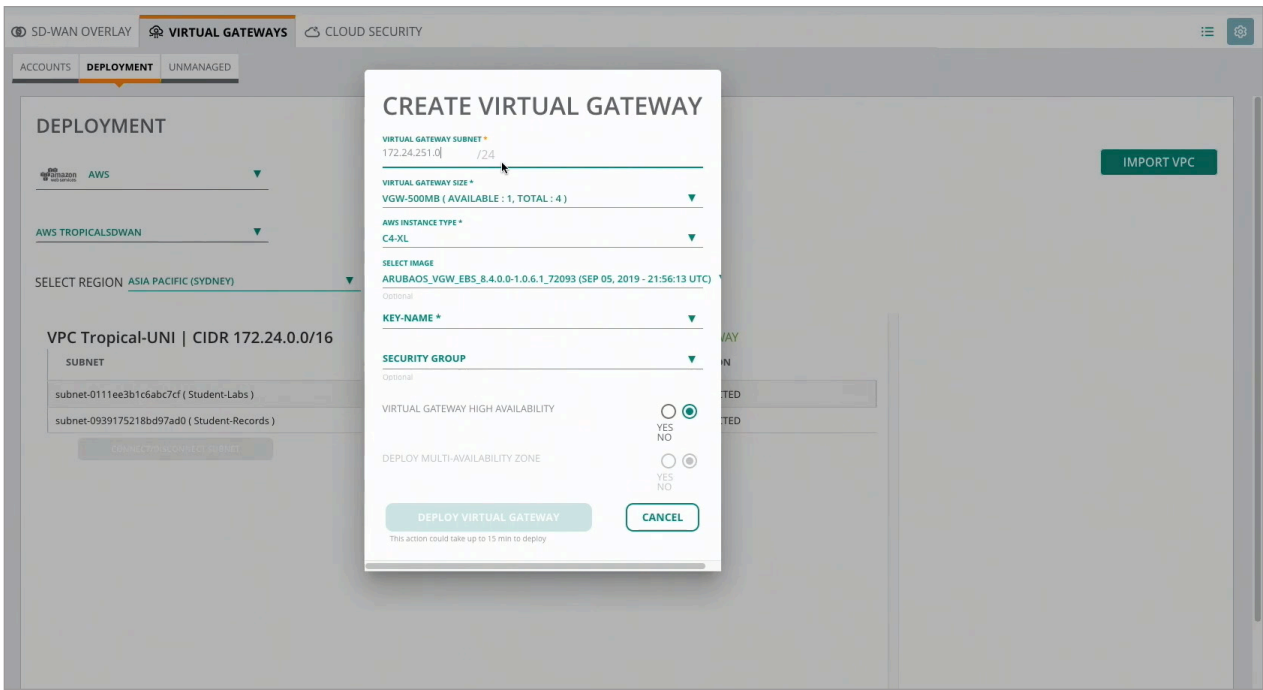 SD-WAN OVERLAY VIRTUAL GATEWAYS CLOUD SECURITY
ACCOUNTS DEPLOYMENT UNMANAGED
DEPLOYMENT
amazon AWS
AWS TROPICALSDWAN
SELECT REGION ASIA PACIFIC (SYDNEY)
IMPORT VPC
VPC Tropical-UNI | CIDR 172.24.0.0/16
SUBNET
subnet-0111ee3b1c6abc7cf ( Student-Labs )
subnet-0939175218bd97ad0 ( Student-Records )
CREATE VIRTUAL GATEWAY
VIRTUAL GATEWAY SUBNET *
172.24.251.0 /24
VIRTUAL GATEWAY SIZE *
VGW-500MB ( AVAILABLE : 1, TOTAL : 4 )
AWS INSTANCE TYPE *
C4-XL
SELECT IMAGE
ARUBAOS_VGW_EBS_8.4.0.0-1.0.6.1_72093 (SEP 05, 2019 - 21:56:13 UTC)
Optional
KEY-NAME *
SECURITY GROUP
Optional
VIRTUAL GATEWAY HIGH AVAILABILITY
YES
NO
DEPLOY MULTI-AVAILABILITY ZONE
YES
NO
DEPLOY VIRTUAL GATEWAY CANCEL
This action could take up to 15 min to deploy